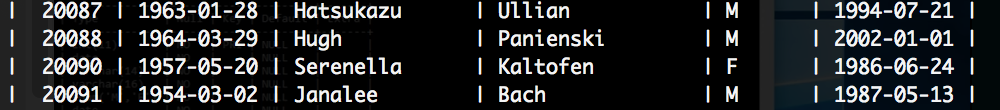 | 20087 | 1963-01-28 | Hatsukazu | Ullian | M | 1994-07-21 |
| 20088 | 1964-03-29 | Hugh | Panienski | M | 2002-01-01 |
| 20090 | 1957-05-20 | Serenella | Kaltofen | F | 1986-06-24 |
| 20091 | 1954-03-02 | Janalee | Bach | M | 1987-05-13 |